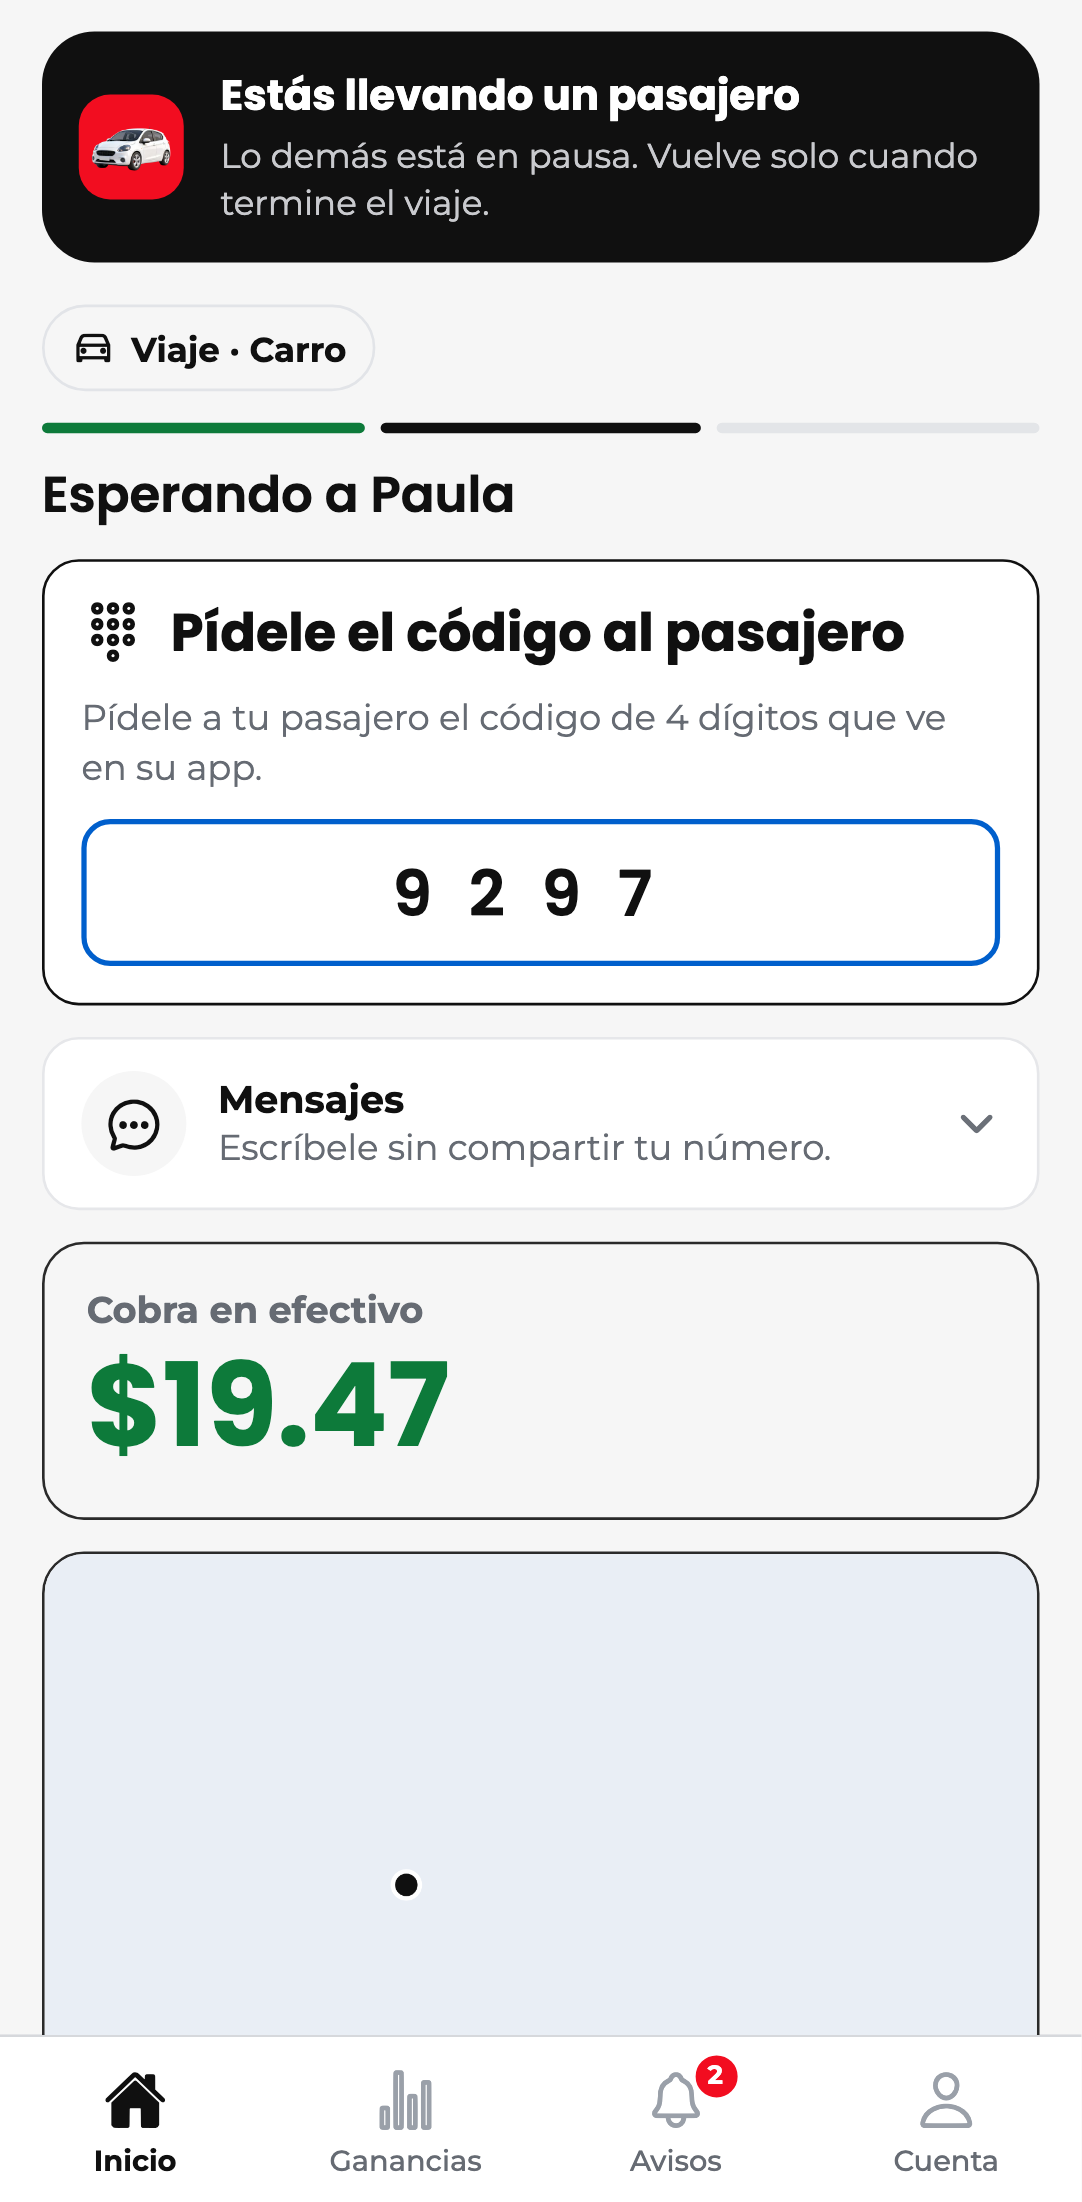 Estás llevando un pasajero
Lo demás está en pausa. Vuelve solo cuando
termine el viaje.
Viaje · Carro
Esperando a Paula
Pídele el código al pasajero
Pídele a tu pasajero el código de 4 dígitos que ve
en su app.
9 2 9 7
Mensajes
Escríbele sin compartir tu número.
Cobra en efectivo
$19.47
2
Inicio
Ganancias
Avisos
Cuenta